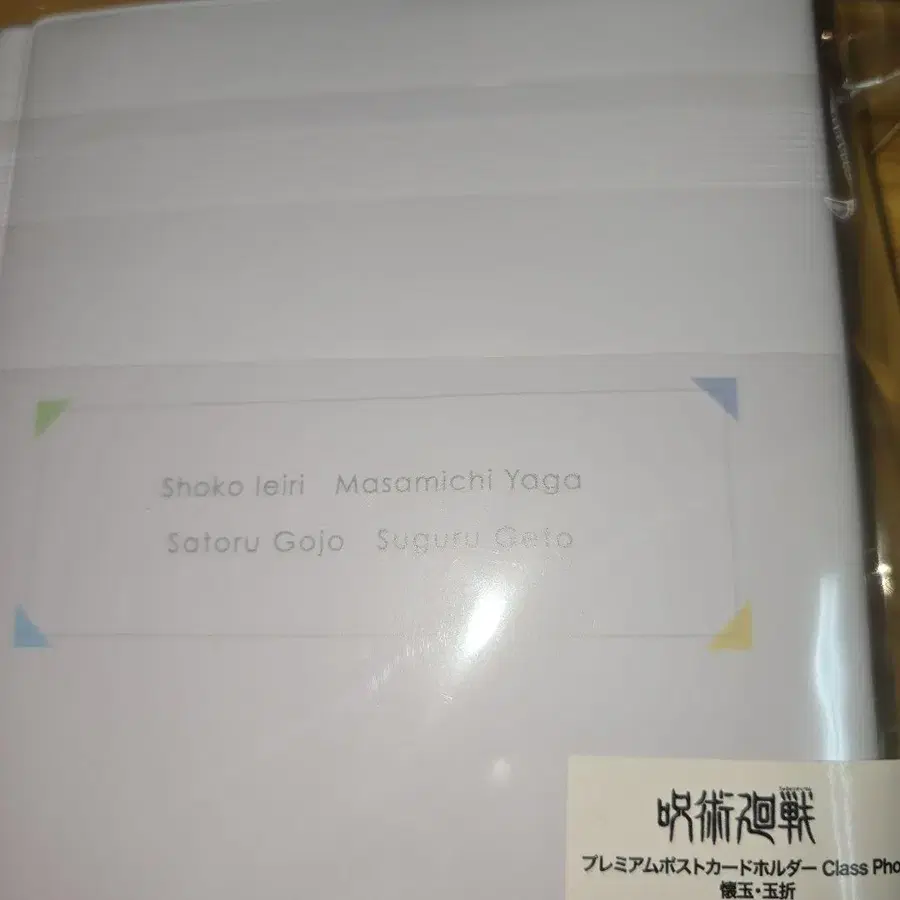 Shoko Ieiri Masamichi Yaga
Satoru Gojo Suguru Geto
呪術廻戦
プレミアムポストカードホルダー Class Pho
懐玉・玉折